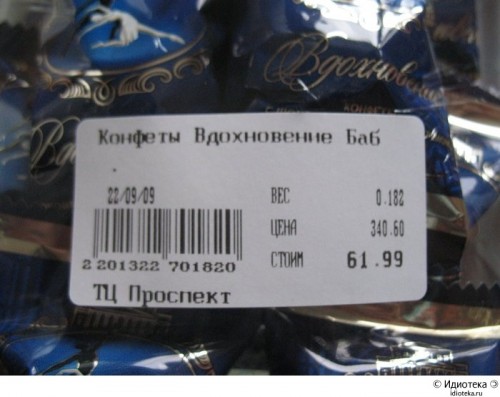 Вдохновение
Конфеты Вдохновение Баб
22/09/09
ВЕС 0.182
ЦЕНА 340.60
СТОИМ 61.99
2 201322 701820
ТЦ Проспект
© Идиотека
idioteka.ru